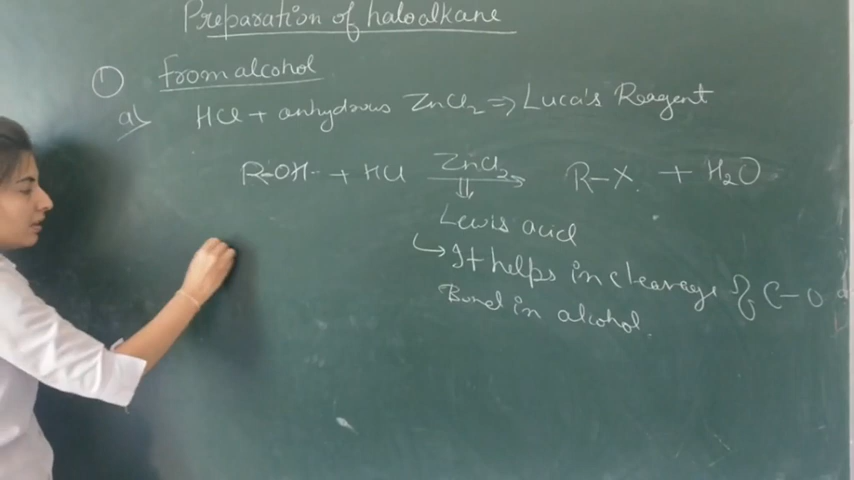 Preparation of haloalkane
① From alcohol
a) HCl + anhydrous ZnCl2 ⇒ Luca's Reagent
R-OH + HCl ZnCl2 → R-X + H2O
⇓
Lewis acid
↳ It helps in cleavage of C-O
Bond in alcohol.